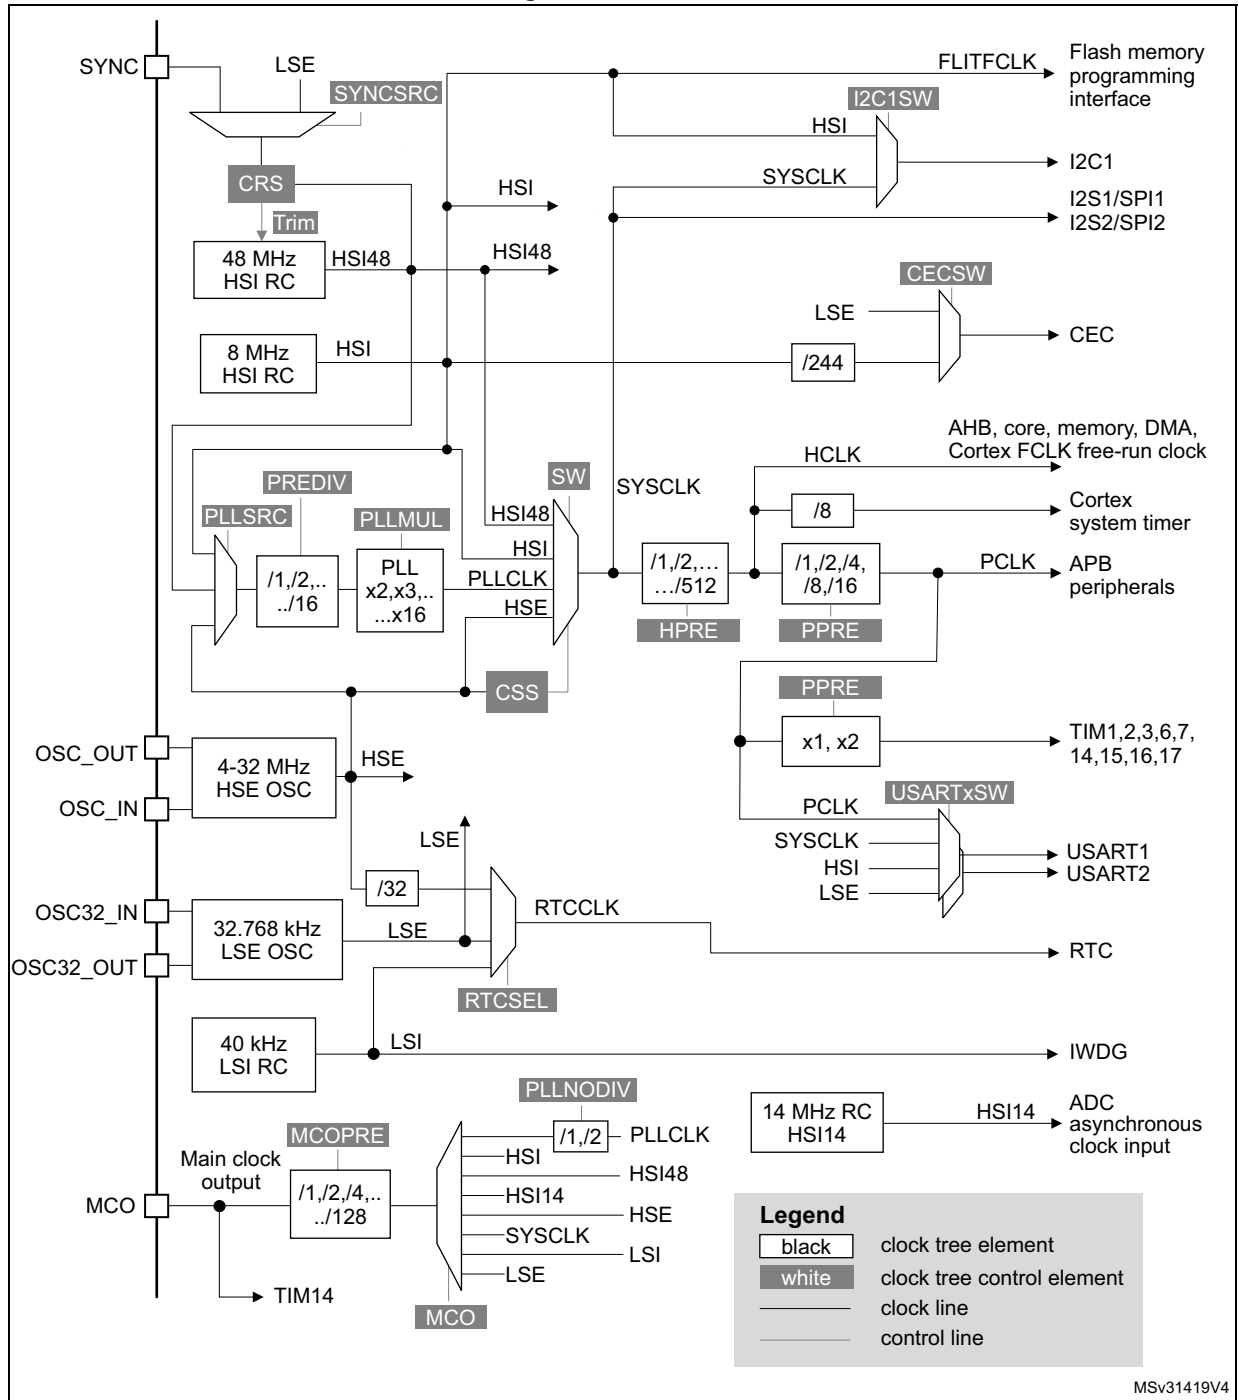 SYNC
LSE
SYNCSRC
CRS
Trim
48 MHz
HSI RC
HSI48
HSI
HSI48
8 MHz
HSI RC
HSI
FLITFCLK
Flash memory
programming
interface
I2C1SW
HSI
SYSCLK
I2C1
I2S1/SPI1
I2S2/SPI2
CECSW
LSE
/244
CEC
AHB, core, memory, DMA,
Cortex FCLK free-run clock
HCLK
/8
Cortex
system timer
PLLSRC
PREDIV
/1,/2,..
../16
PLLMUL
PLL
x2,x3,..
...x16
SW
HSI48
HSI
PLLCLK
HSE
SYSCLK
/1,/2,…
…/512
HPRE
/1,/2,/4,
/8,/16
PPRE
PCLK
APB
peripherals
CSS
PPRE
x1, x2
TIM1,2,3,6,7,
14,15,16,17
OSC_OUT
OSC_IN
4-32 MHz
HSE OSC
HSE
USARTxSW
PCLK
SYSCLK
HSI
LSE
USART1
USART2
LSE
/32
OSC32_IN
OSC32_OUT
32.768 kHz
LSE OSC
LSE
RTCCLK
RTC
RTCSEL
40 kHz
LSI RC
LSI
IWDG
PLLNODIV
/1,/2
PLLCLK
HSI
HSI48
HSI14
HSE
SYSCLK
LSI
LSE
MCO
MCOPRE
/1,/2,/4,..
../128
Main clock
output
MCO
TIM14
14 MHz RC
HSI14
HSI14
ADC
asynchronous
clock input
Legend
black
clock tree element
white
clock tree control element
clock line
control line
MSv31419V4